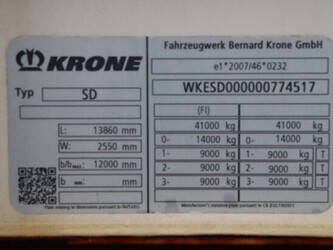 KRONE
Fahrzeugwerk Bernard Krone GmbH
e1*2007/46*0232
Typ SD
WKESD000000774517
(FI)
L: 13860 mm
W: 2550 mm
b/bmax: 12000 mm
b mm
41000 kg 41000 kg
0- 14000 kg 0- 14000 kg
1- 9000 kg 1- 9000 kg T
2- 9000 kg 2- 9000 kg T
3- 9000 kg 3- 9000 kg T